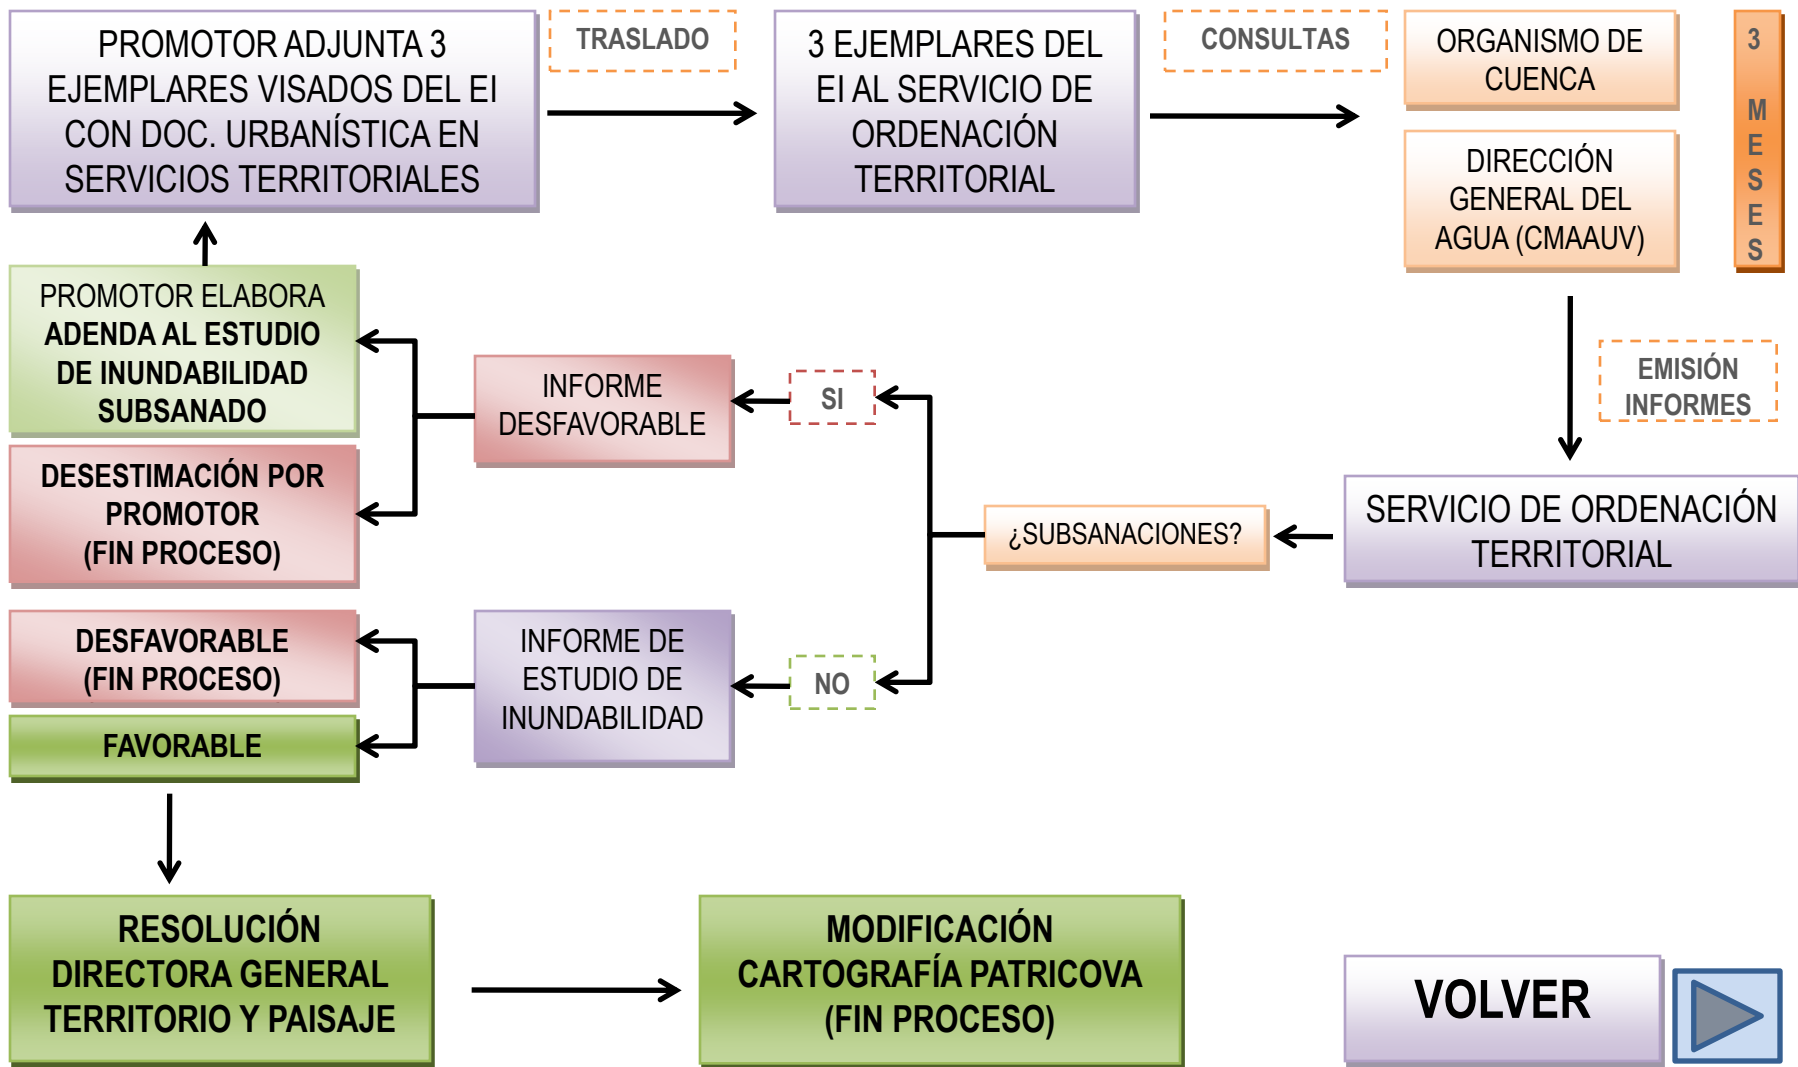 PROMOTOR ADJUNTA 3
EJEMPLARES VISADOS DEL EI
CON DOC. URBANÍSTICA EN
SERVICIOS TERRITORIALES
TRASLADO
3 EJEMPLARES DEL
EI AL SERVICIO DE
ORDENACIÓN
TERRITORIAL
CONSULTAS
ORGANISMO DE
CUENCA
DIRECCIÓN
GENERAL DEL
AGUA (CMAAUV)
3
M
E
S
E
S
EMISIÓN
INFORMES
SERVICIO DE ORDENACIÓN
TERRITORIAL
¿SUBSANACIONES?
SI
INFORME
DESFAVORABLE
PROMOTOR ELABORA
ADENDA AL ESTUDIO
DE INUNDABILIDAD
SUBSANADO
DESESTIMACIÓN POR
PROMOTOR
(FIN PROCESO)
NO
INFORME DE
ESTUDIO DE
INUNDABILIDAD
DESFAVORABLE
(FIN PROCESO)
FAVORABLE
RESOLUCIÓN
DIRECTORA GENERAL
TERRITORIO Y PAISAJE
MODIFICACIÓN
CARTOGRAFÍA PATRICOVA
(FIN PROCESO)
VOLVER